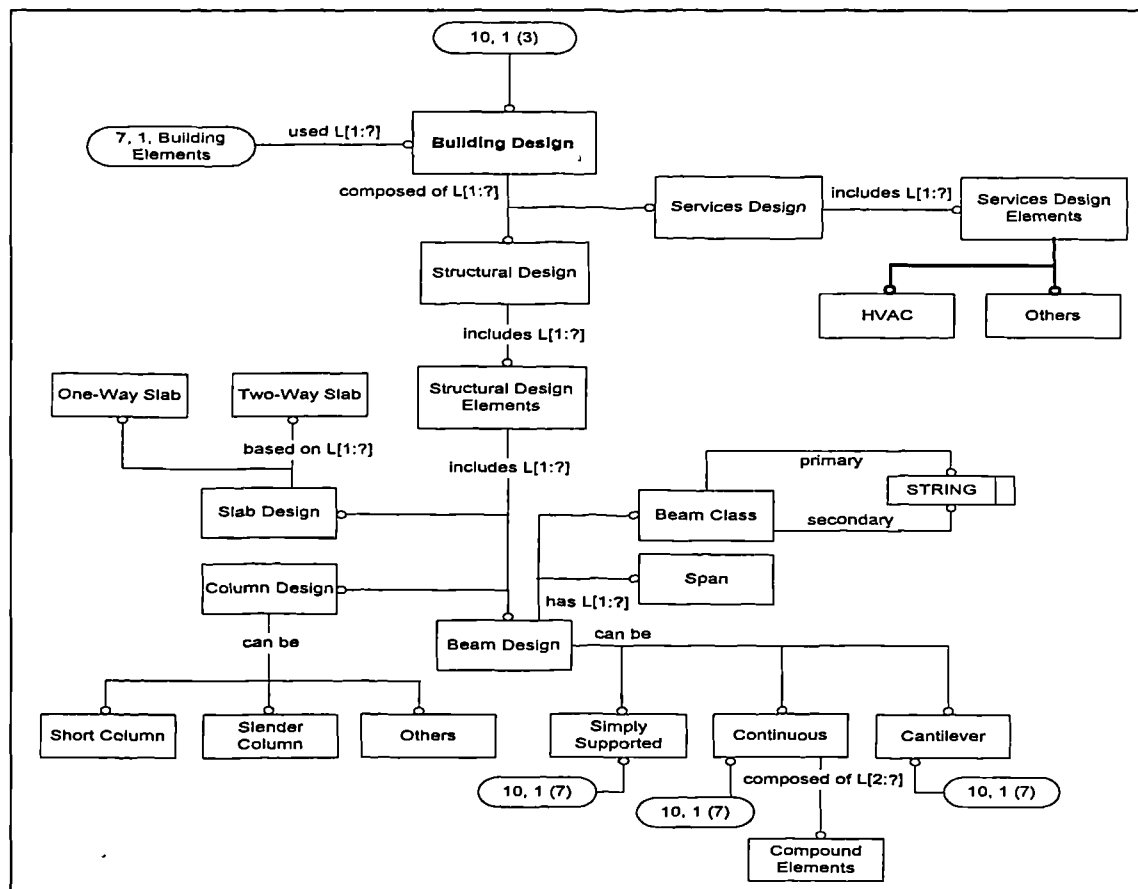 10, 1 (3)
7, 1, Building
Elements
used L[1:?]
Building Design
composed of L[1:?]
Services Design
includes L[1:?]
Services Design
Elements
Structural Design
HVAC
Others
includes L[1:?]
One-Way Slab
Two-Way Slab
Structural Design
Elements
based on L[1:?]
includes L[1:?]
primary
STRING
Slab Design
Beam Class
secondary
Column Design
Span
has L[1:?]
can be
Beam Design
can be
Short Column
Slender
Column
Others
Simply
Supported
Continuous
Cantilever
10, 1 (7)
10, 1 (7)
composed of L[2:?]
10, 1 (7)
Compound
Elements